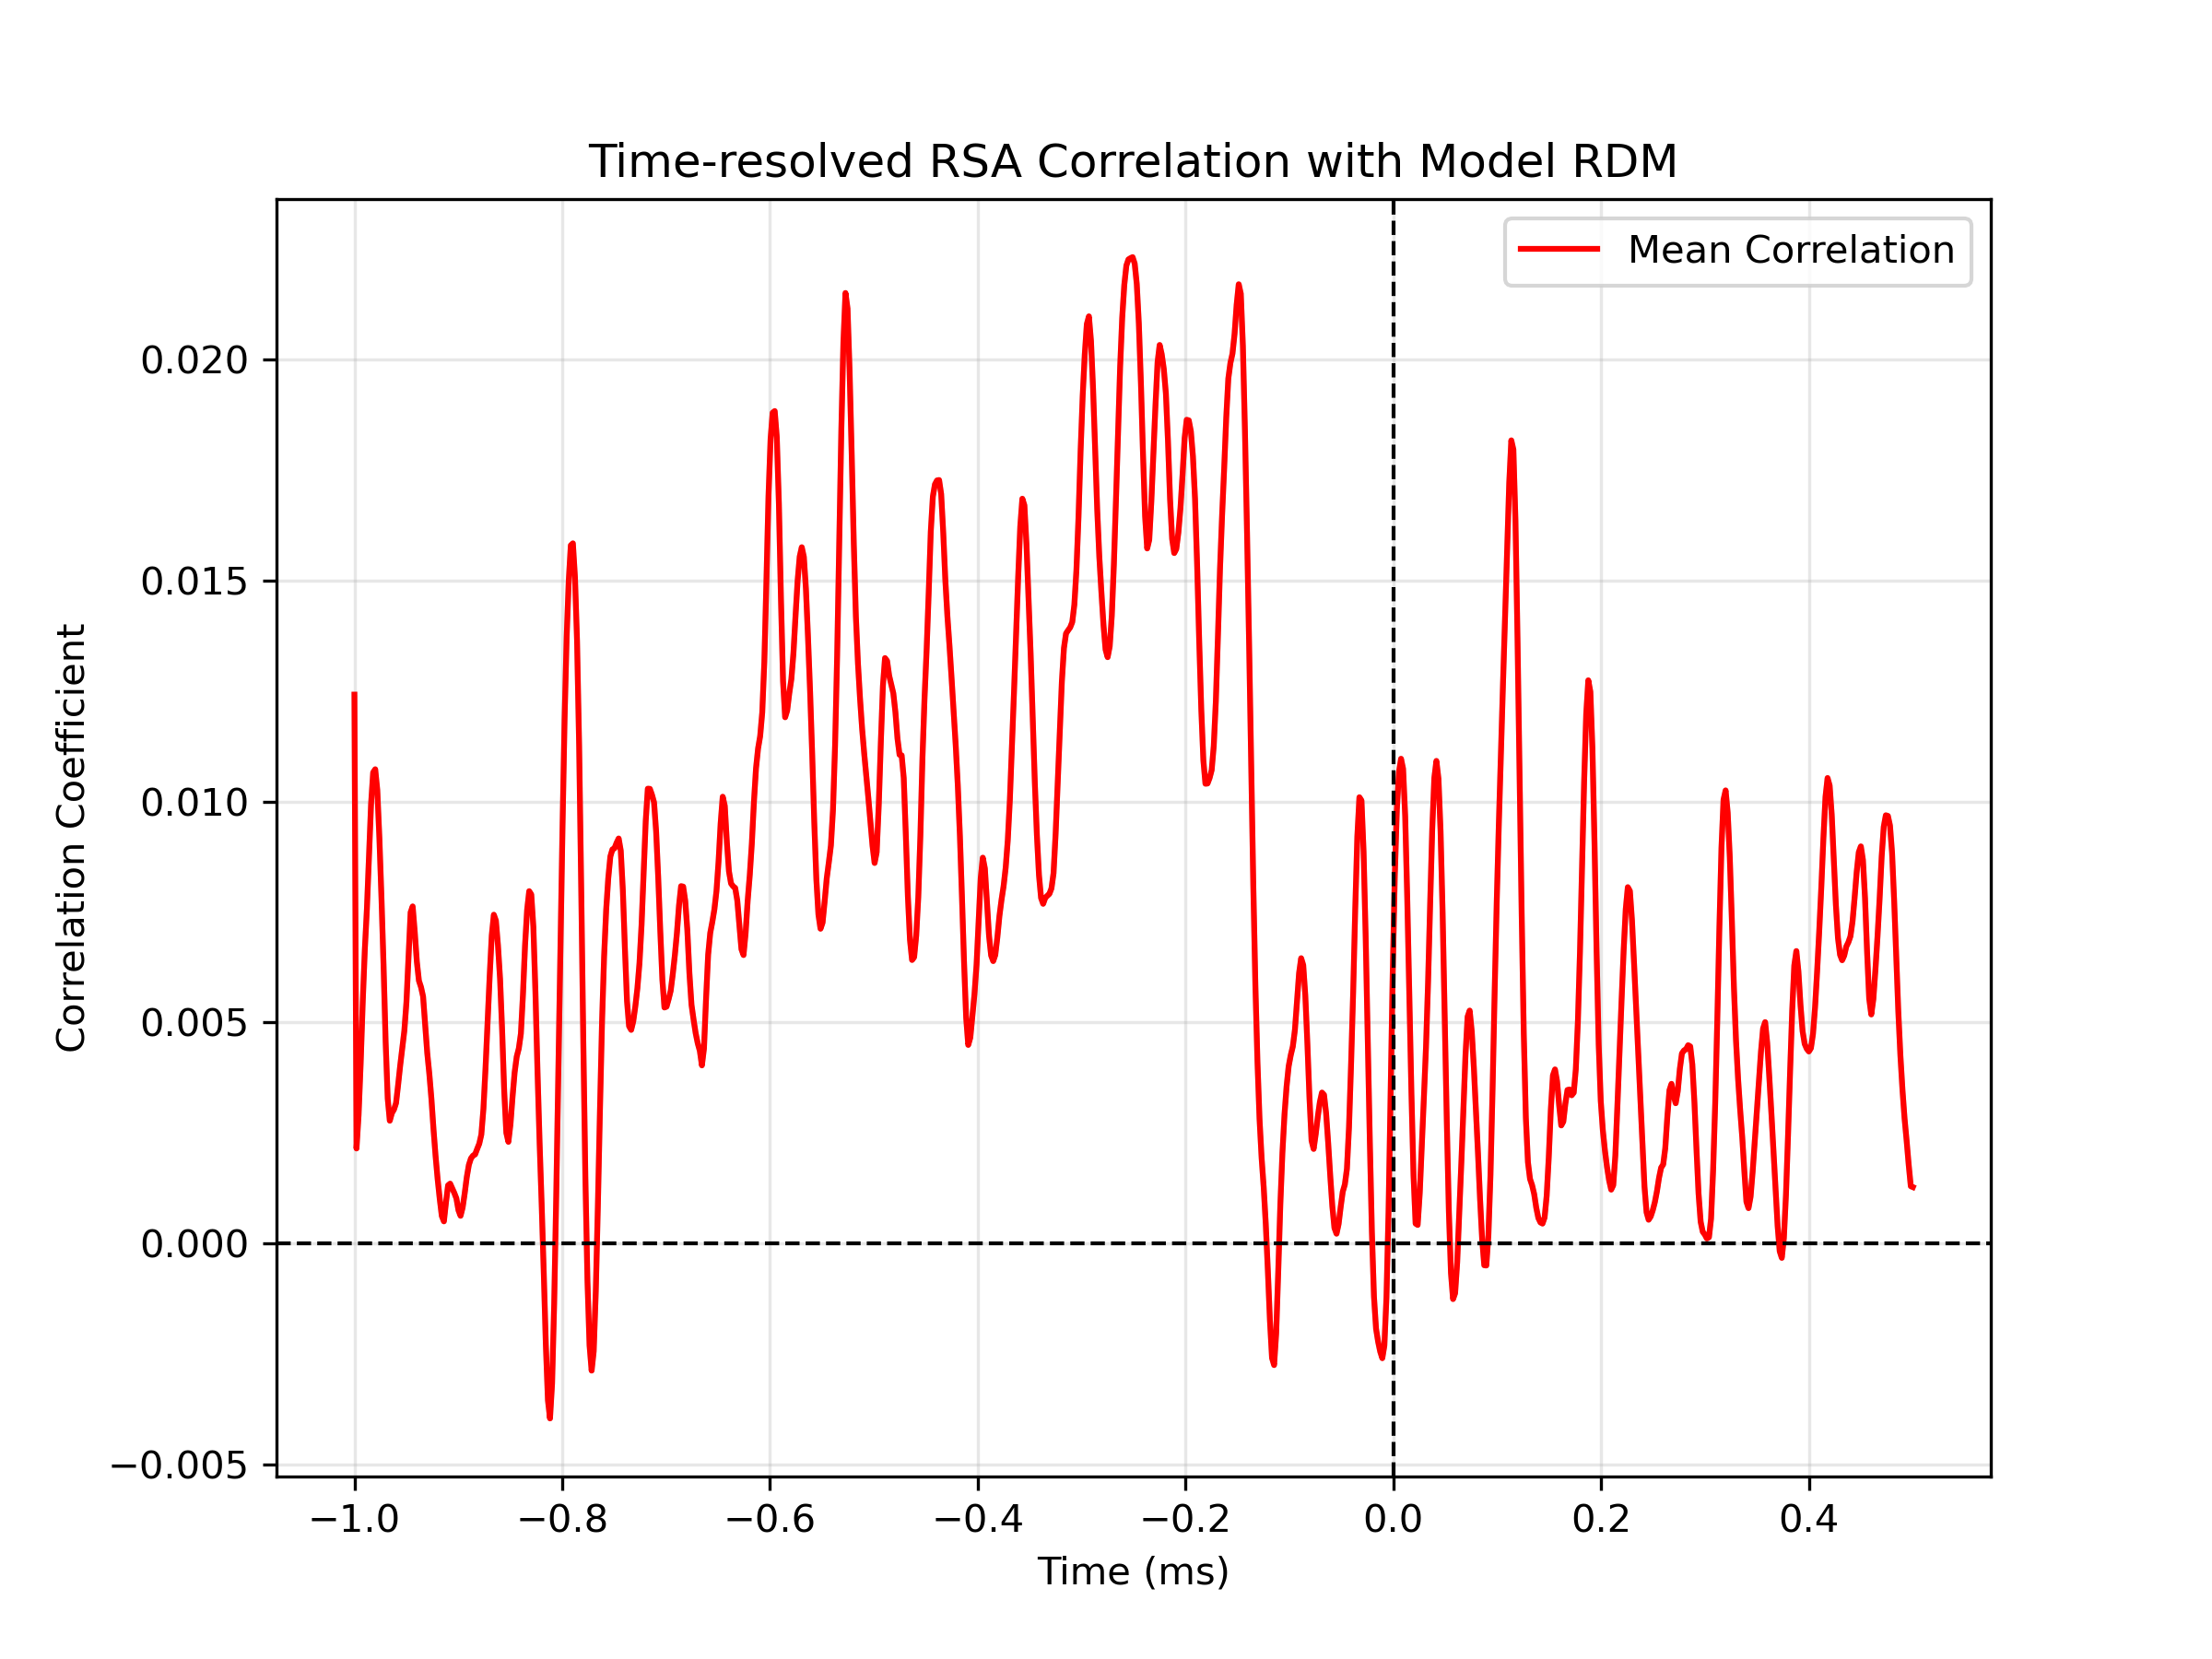 Time-resolved RSA Correlation with Model RDM
Mean Correlation
Correlation Coefficient
0.020
0.015
0.010
0.005
0.000
−0.005
−1.0 −0.8 −0.6 −0.4 −0.2 0.0 0.2 0.4
Time (ms)